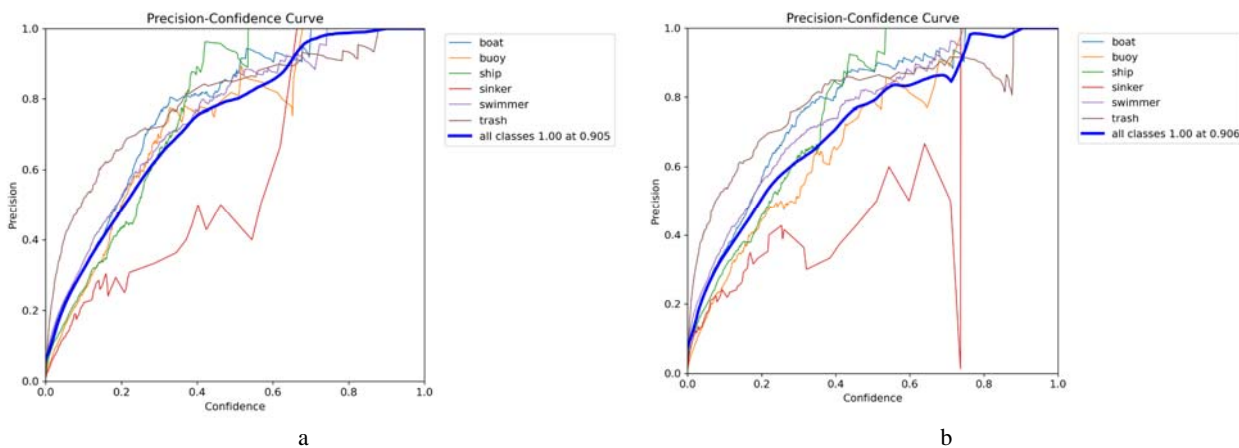 Precision-Confidence Curve
1.0
0.8
0.6
0.4
0.2
0.0
Precision
0.0 0.2 0.4 0.6 0.8 1.0
Confidence
boat
buoy
ship
sinker
swimmer
trash
all classes 1.00 at 0.905
a
Precision-Confidence Curve
1.0
0.8
0.6
0.4
0.2
0.0
Precision
0.0 0.2 0.4 0.6 0.8 1.0
Confidence
boat
buoy
ship
sinker
swimmer
trash
all classes 1.00 at 0.906
b